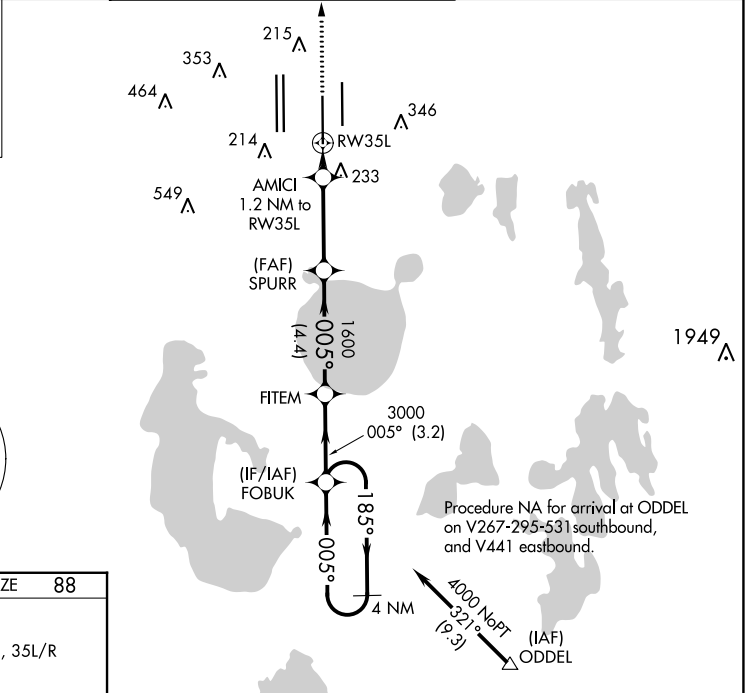 215
353
464
346
214
RW35L
AMICI
1.2 NM to
RW35L
233
549
(FAF)
SPURR
1600
005°
(4.4)
1949
FITEM
3000
005° (3.2)
(IF/IAF)
FOBUK
185°
005°
4 NM
Procedure NA for arrival at ODDEL
on V267-295-531southbound,
and V441 eastbound.
4000 NoPT
321°
(9.3)
(IAF)
ODDEL
ZE 88
, 35L/R